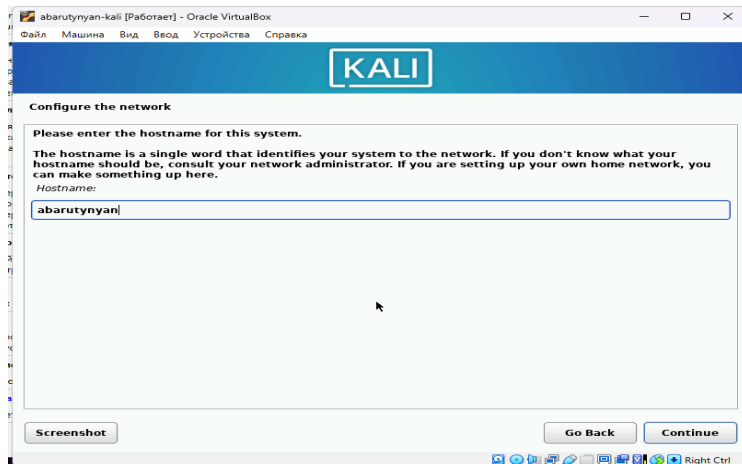 abarutynyan-kali [Работает] - Oracle VirtualBox
Файл Машина Вид Ввод Устройства Справка
KALI
Configure the network
Please enter the hostname for this system.
The hostname is a single word that identifies your system to the network. If you don't know what your
hostname should be, consult your network administrator. If you are setting up your own home network, you
can make something up here.
Hostname:
abarutynyan
Screenshot Go Back Continue
Right Ctrl